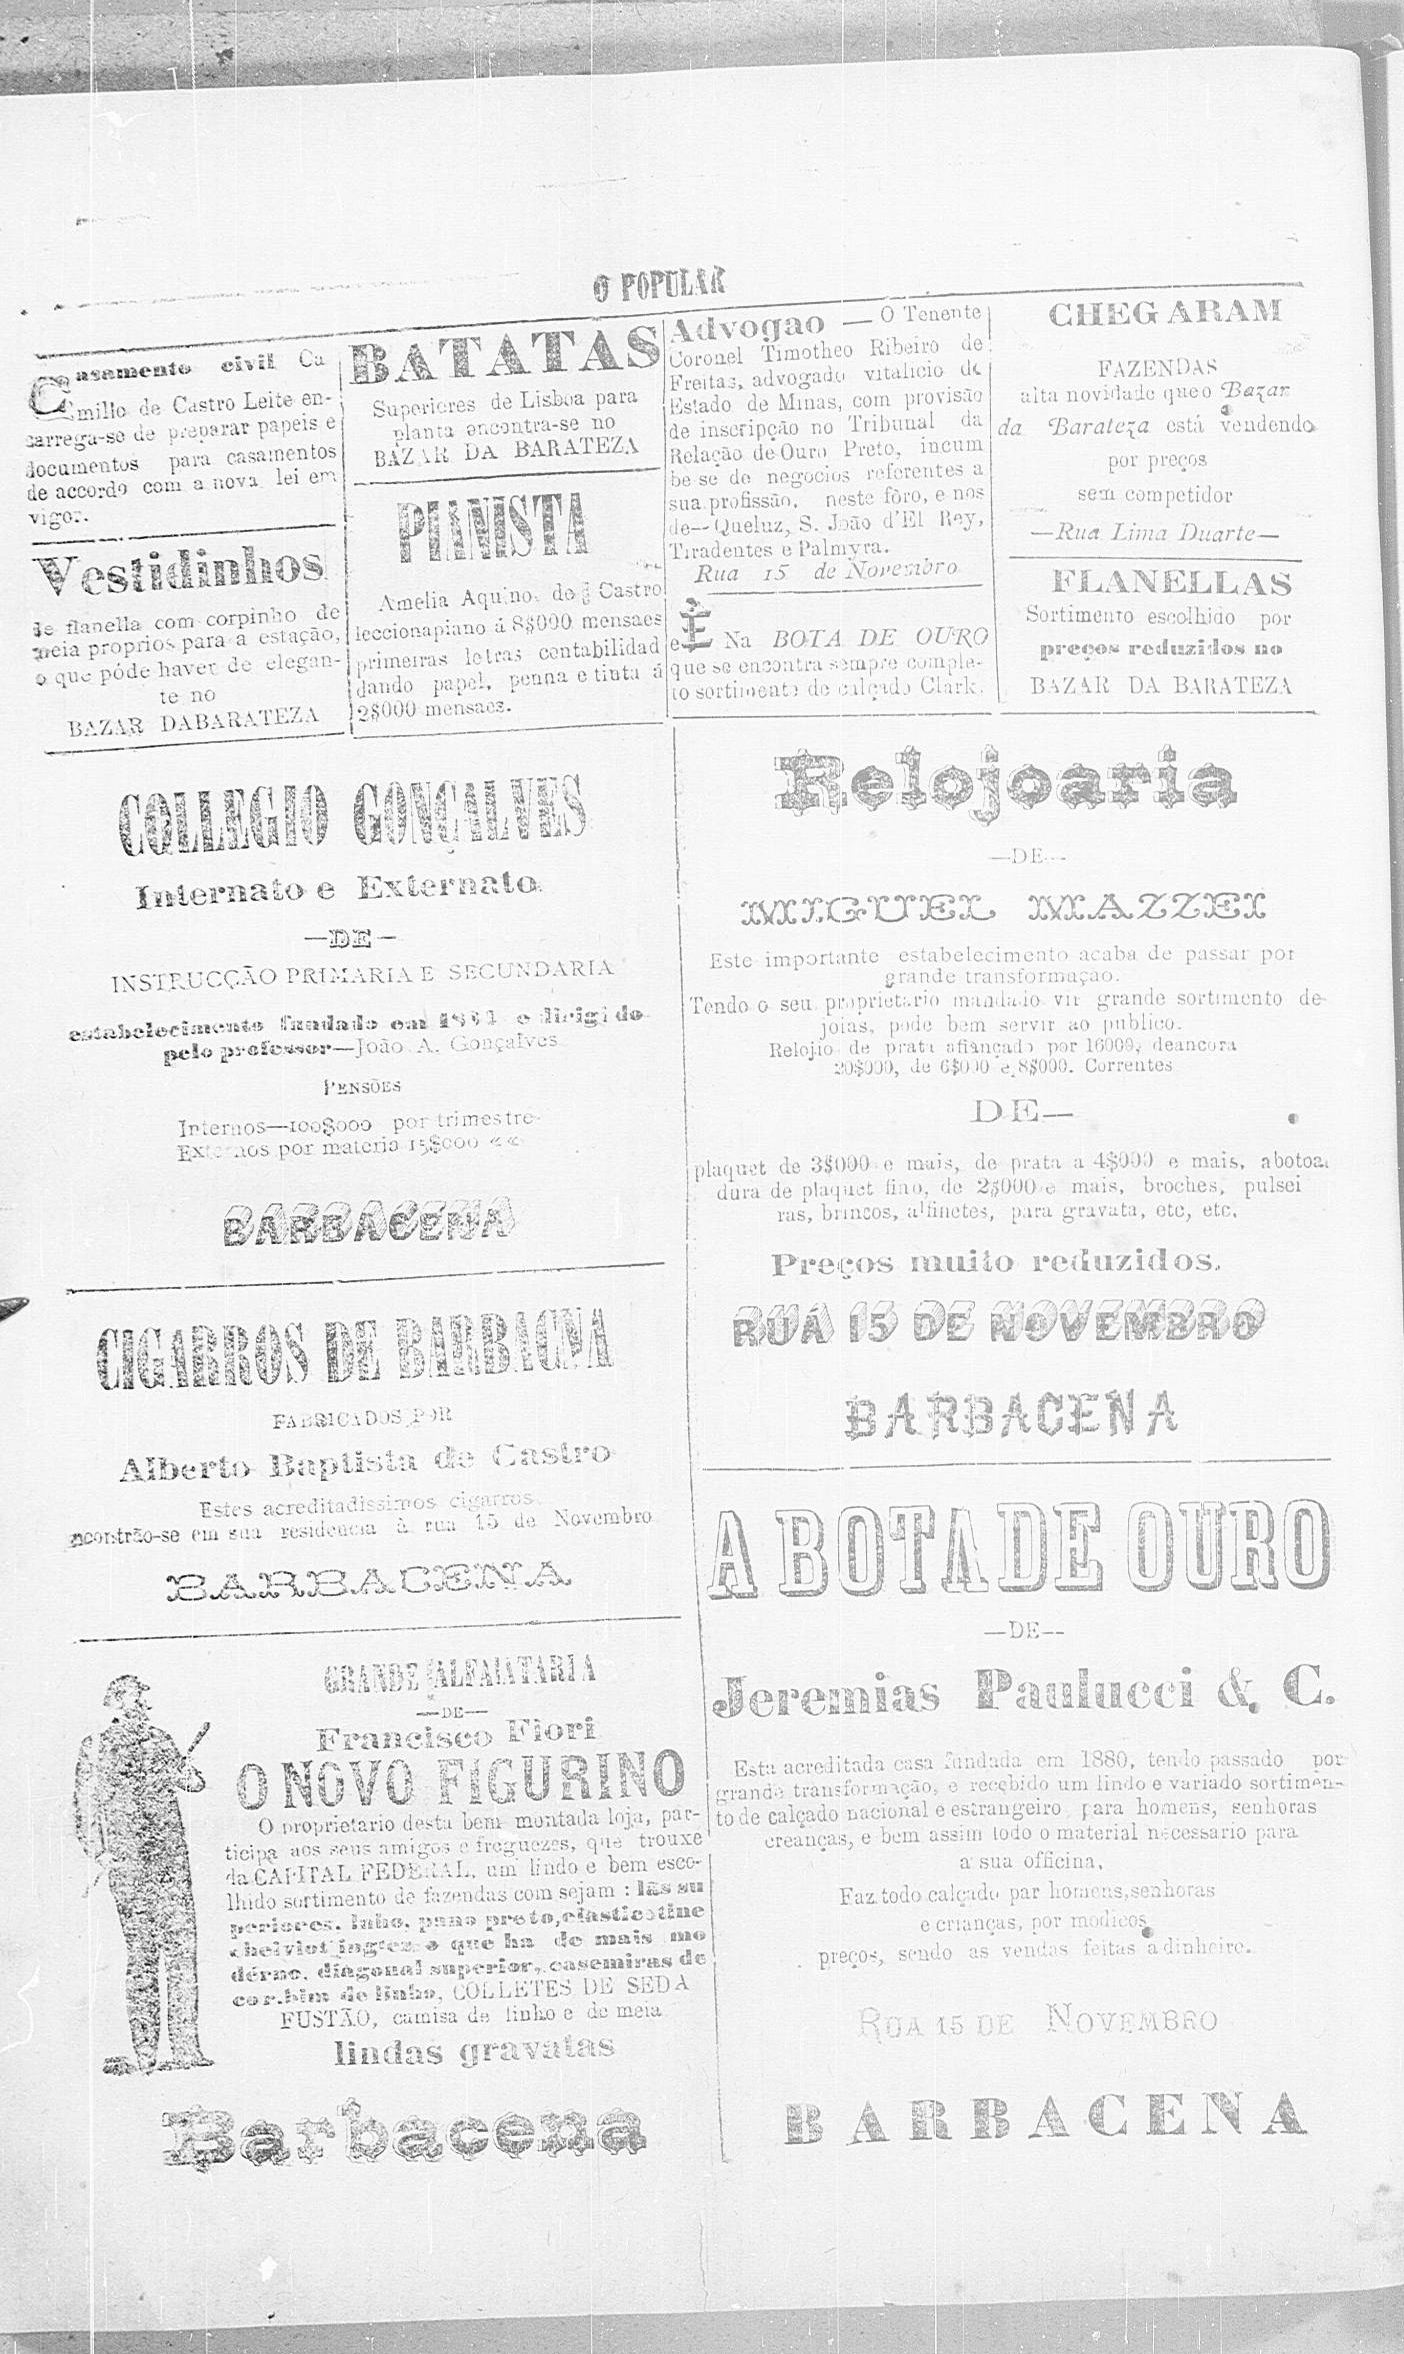 O POPULAR
Casamento civil Ca
millo de Castro Leite en-
carrega-se de preparar papeis e
documentos para casamentos
de accordo com a nova lei em
vigor.
Vestidinhos
de flanella com corpinho de
meia proprios para a estação,
o que póde haver de elegan-
te no
BAZAR DABARATEZA
BATATAS
Superiores de Lisboa para
planta encontra-se no
BAZAR DA BARATEZA
PIANISTA
Amelia Aquino, de Castro
leccionapiano á 8$000 mensaes
primeiras letras contabilidad
dando papel, penna e tinta á
2$000 mensaes.
Advogao — O Tenente
Coronel Timotheo Ribeiro de
Freitas, advogado vitalicio de
Estado de Minas, com provisão
de inscripção no Tribunal da
Relação de Ouro Preto, incum
be-se de negocios referentes a
sua profissão, neste fôro, e nos
de—Queluz, S. João d'El Rey,
Tiradentes e Palmyra.
Rua 15 de Novembro
É Na BOTA DE OURO
que se encontra sempre comple-
to sortimento de calçado Clark.
CHEGARAM
FAZENDAS
alta novidade queo Bazar
da Barateza está vendendo
por preços
sem competidor
—Rua Lima Duarte—
FLANELLAS
Sortimento escolhido por
preços reduzidos no
BAZAR DA BARATEZA
COLLEGIO GONÇALVES
Internato e Externato
—DE—
INSTRUCÇÃO PRIMARIA E SECUNDARIA
estabelecimento fundado em e dirigido
pelo professor—João A. Gonçalves
PENSÕES
Internos—100$000 por trimestre
Externos por materia 15$000 « «
BARBACENA
CIGARROS DE BARBACNA
FABRICADOS POR
Alberto Baptista de Castro
Estes acreditadissimos cigarros
ncontrão-se em sua residencia à rua 15 de Novembro
BARBACENA
GRANDE ALFAIATARIA
—DE—
Francisco Fiori
O NOVO FIGURINO
O proprietario desta bem montada loja, par-
ticipa aos seus amigos e freguezes, que trouxe
da CAPITAL FEDERAL, um lindo e bem esco-
lhido sortimento de fazendas com sejam : lãs su
periores, linho, pano preto, elasticotine
cheiviot inglez e que ha de mais mo
dérno, diagonal superior, casemiras de
cor.bim de linho, COLLETES DE SEDA
FUSTÃO, camisa de linho e de meia
lindas gravatas
Barbacena
Relojoaria
—DE—
MIGUEL MAZZEI
Este importante estabelecimento acaba de passar por
grande transformação.
Tendo o seu proprietario mandado vir grande sortimento de
joias, pode bem servir ao publico.
Relojio de prata afiançado por 16000, deancora
20$000, de 6$000 e 8$000. Correntes
DE—
plaquet de 3$000 e mais, de prata a 4$000 e mais, abotoa
dura de plaquet fino, de 2$000 e mais, broches, pulsei
ras, brincos, alfinetes, para gravata, etc, etc.
Preços muito reduzidos.
RUÁ 15 DE NOVEMBRO
BARBACENA
A BOTA DE OURO
—DE—
Jeremias Paulucci & C.
Esta acreditada casa fundada em 1880, tendo passado por
grande transformação, e recebido um lindo e variado sortimen-
to de calçado nacional e estrangeiro para homens, senhoras
creanças, e bem assim todo o material necessario para
a sua officina,
Faz todo calçado par homens,senhoras
e crianças, por modicos
preços, sendo as vendas feitas a dinheiro.
RUA 15 DE NOVEMBRO
BARBACENA